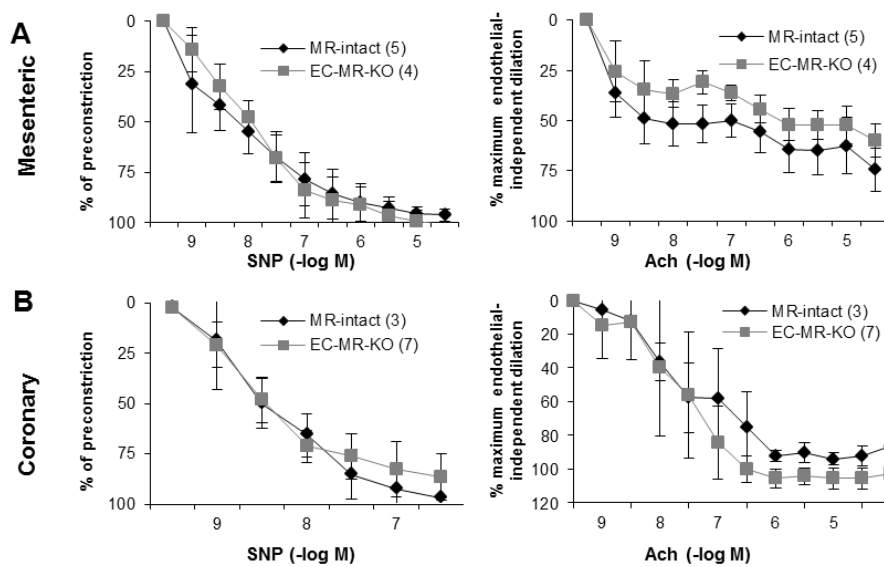 A
Mesenteric
% of preconstriction
0
25
50
75
100
MR-intact (5)
EC-MR-KO (4)
9 8 7 6 5
SNP (-log M)
% maximum endothelial-
independent dilation
0
25
50
75
100
MR-intact (5)
EC-MR-KO (4)
9 8 7 6 5
Ach (-log M)
B
Coronary
% of preconstriction
0
25
50
75
100
MR-intact (3)
EC-MR-KO (7)
9 8 7
SNP (-log M)
% maximum endothelial-
independent dilation
0
20
40
60
80
100
120
MR-intact (3)
EC-MR-KO (7)
9 8 7 6 5
Ach (-log M)